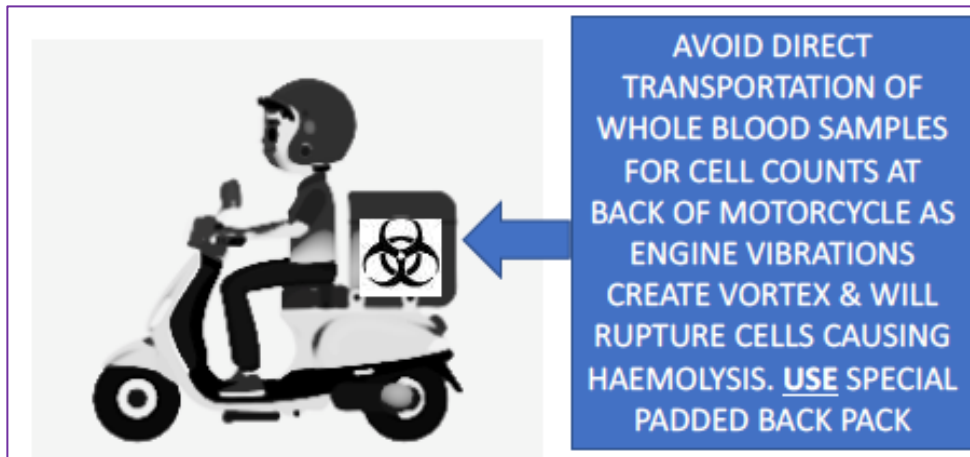 AVOID DIRECT
TRANSPORTATION OF
WHOLE BLOOD SAMPLES
FOR CELL COUNTS AT
BACK OF MOTORCYCLE AS
ENGINE VIBRATIONS
CREATE VORTEX & WILL
RUPTURE CELLS CAUSING
HAEMOLYSIS. USE SPECIAL
PADDED BACK PACK